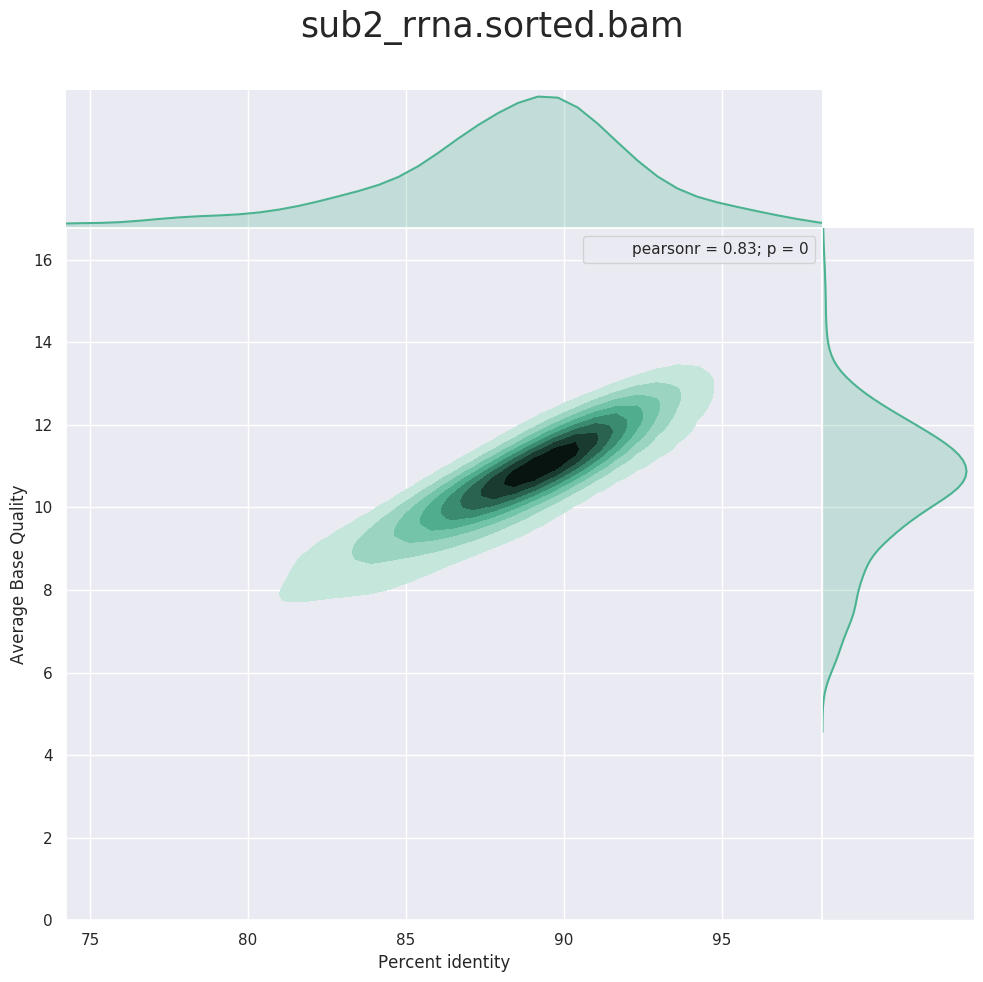 sub2_rrna.sorted.bam
pearsonr = 0.83; p = 0
16
14
12
10
8
6
4
2
0
Average Base Quality
75 80 85 90 95
Percent identity